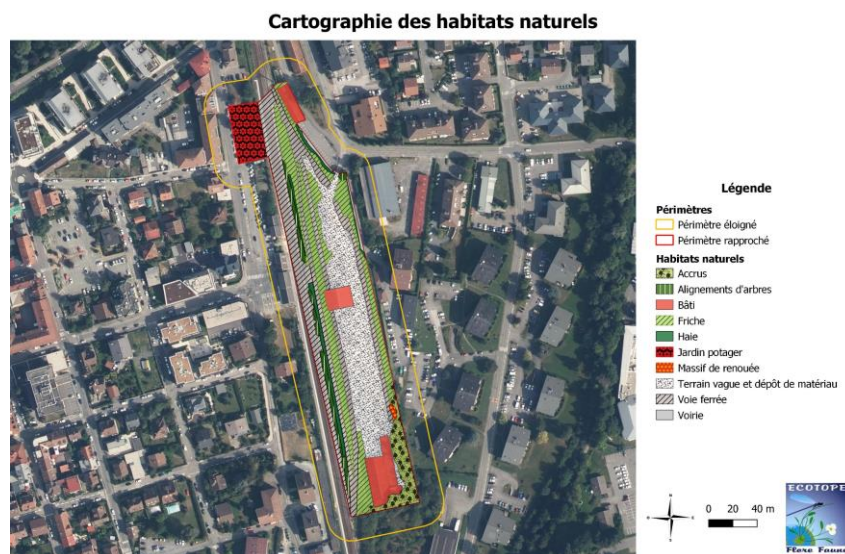 Cartographie des habitats naturels
Légende
Périmètres
Périmètre éloigné
Périmètre rapproché
Habitats naturels
Accrus
Alignements d'arbres
Bâti
Friche
Haie
Jardin potager
Massif de renouée
Terrain vague et dépôt de matériau
Voie ferrée
Voirie
0 20 40 m
ECOTOPE
Flore Faune